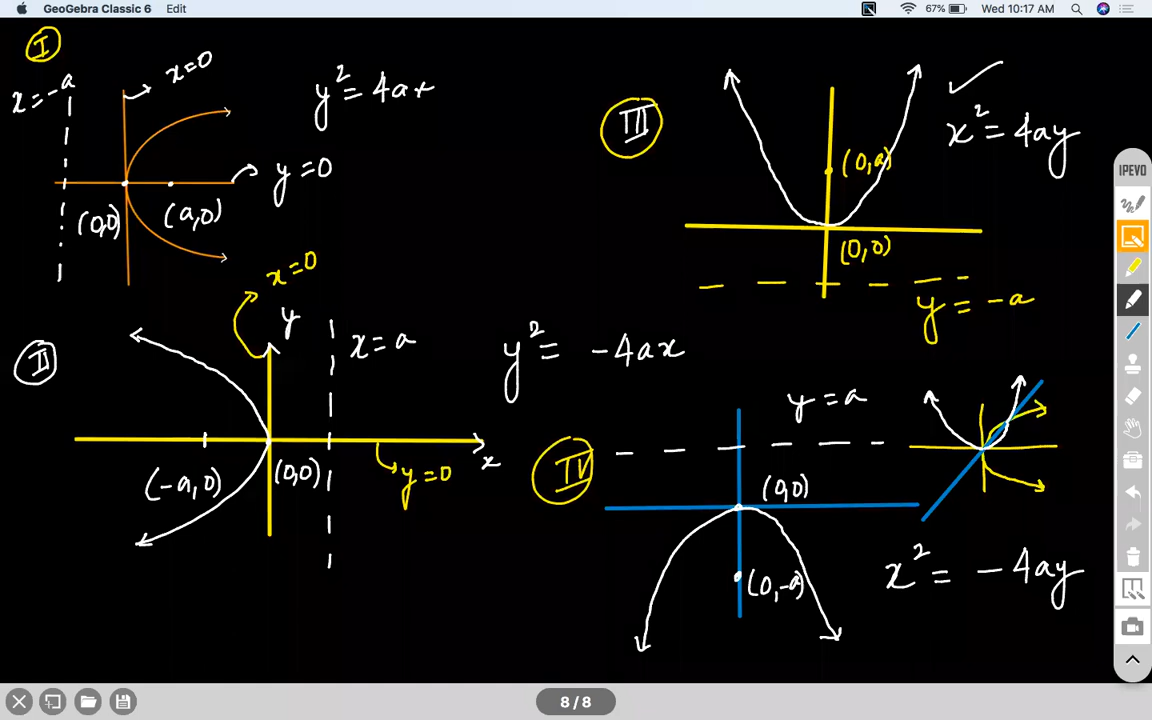 GeoGebra Classic 6 Edit
67% Wed 10:17 AM
I
x=-a
x=0
y² = 4ax
y=0
(0,0)
(a,0)
III
x² = 4ay
(0,a)
(0,0)
y = -a
II
x=0
y
x=a
y² = -4ax
(-a,0)
(0,0)
y=0
x
IV
y=a
(0,0)
(0,-a)
x² = -4ay
IPEVO
8 / 8